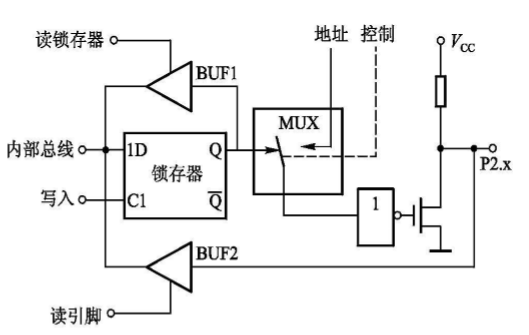 地址 控制
读锁存器
V_CC
BUF1
MUX
内部总线
1D Q
P2.x
锁存器
写入
C1 Q̅
1
BUF2
读引脚